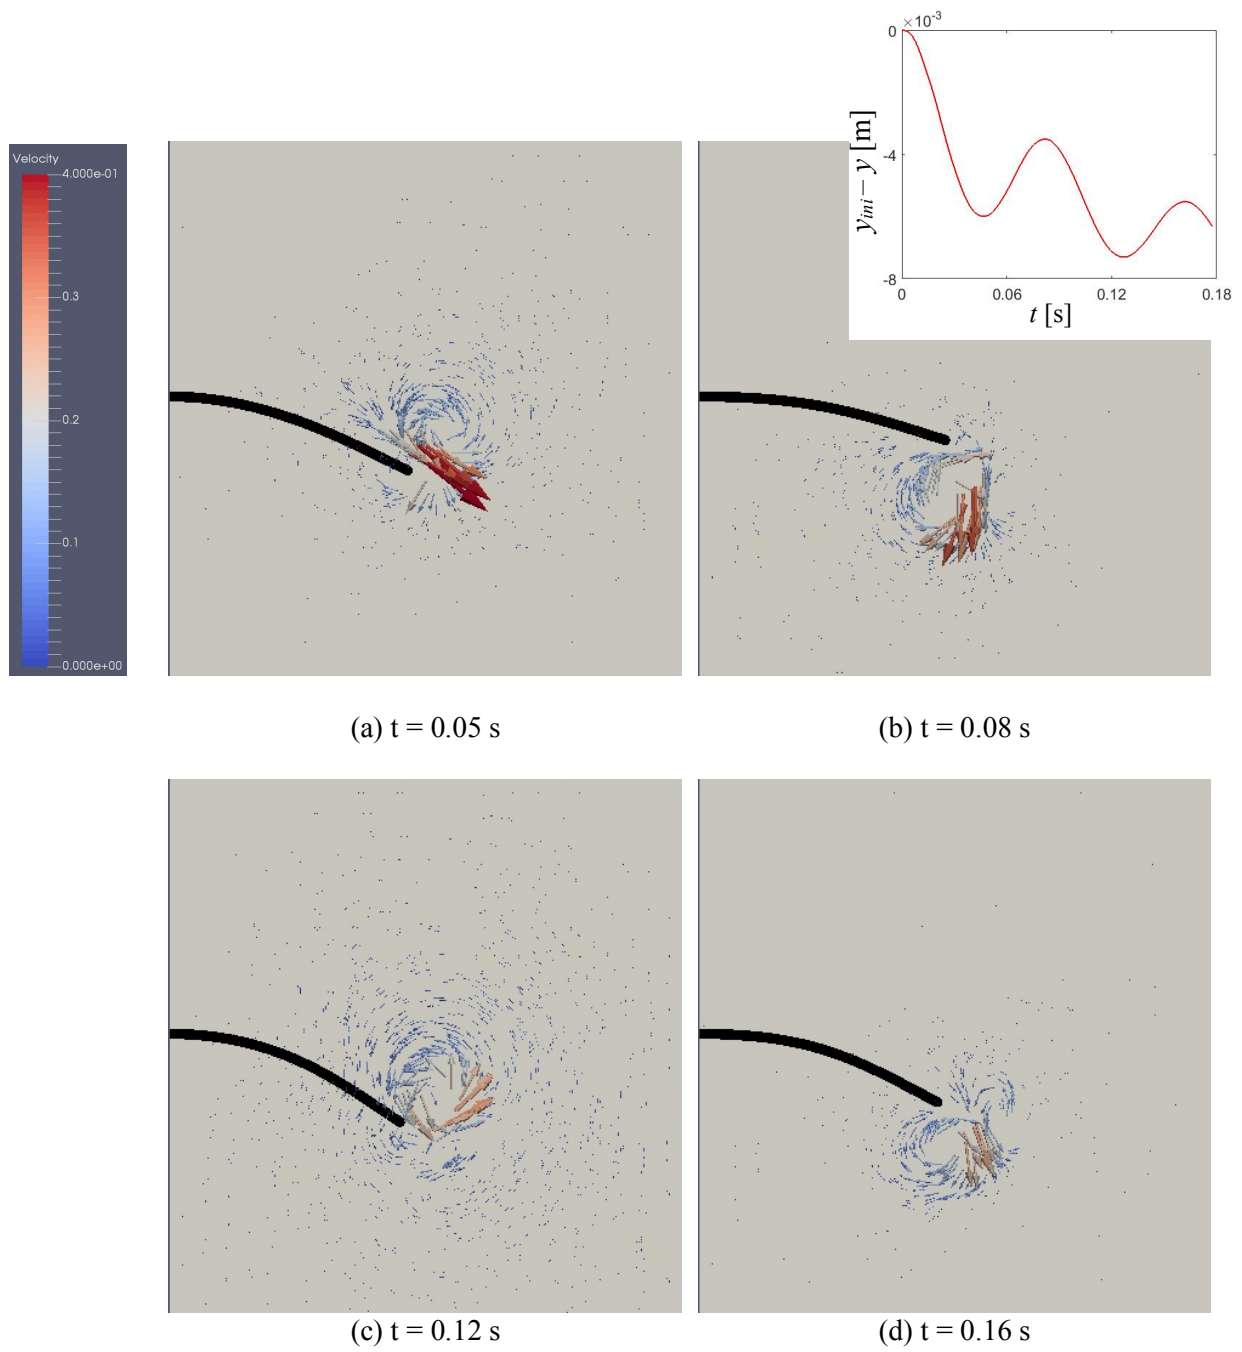 ×10⁻³
0
-4
-8
y_ini − y [m]
0 0.06 0.12 0.18
t [s]
Velocity
4.000e-01
0.3
0.2
0.1
0.000e+00
(a) t = 0.05 s
(b) t = 0.08 s
(c) t = 0.12 s
(d) t = 0.16 s